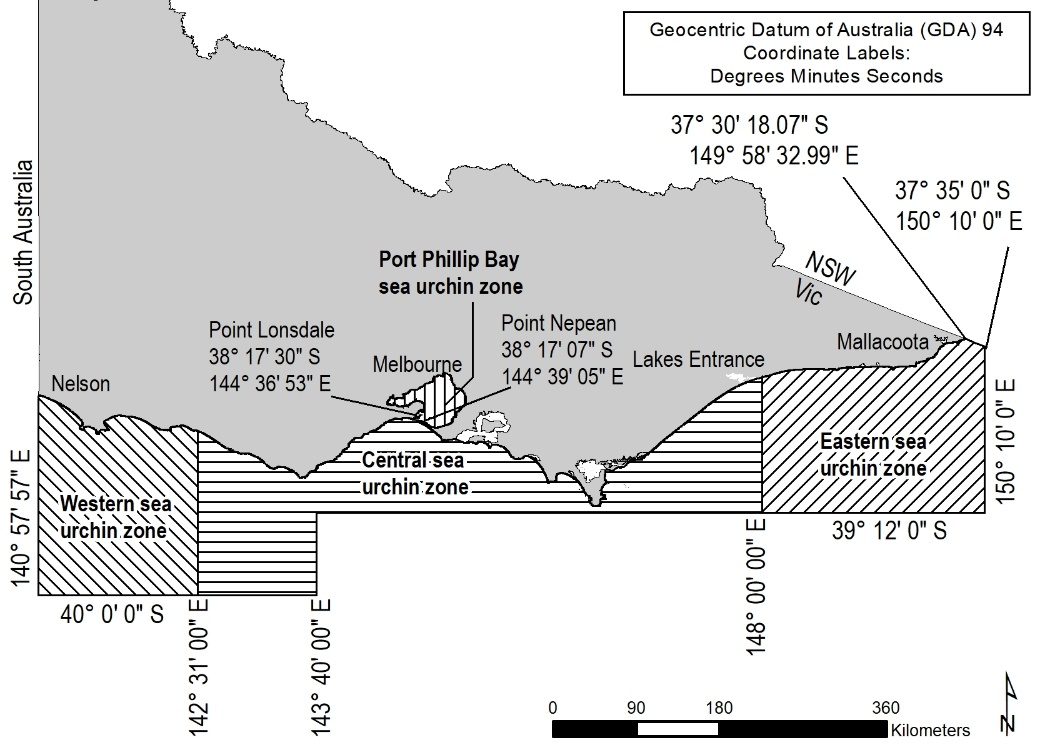 Geocentric Datum of Australia (GDA) 94
Coordinate Labels:
Degrees Minutes Seconds
37° 30' 18.07" S
149° 58' 32.99" E
37° 35' 0" S
150° 10' 0" E
South Australia
NSW
Vic
Port Phillip Bay
sea urchin zone
Point Lonsdale
38° 17' 30" S
144° 36' 53" E
Point Nepean
38° 17' 07" S
144° 39' 05" E
Melbourne
Lakes Entrance
Mallacoota
Nelson
Western sea
urchin zone
Central sea
urchin zone
Eastern sea
urchin zone
140° 57' 57" E
150° 10' 0" E
39° 12' 0" S
40° 0' 0" S
142° 31' 00" E
143° 40' 00" E
148° 00' 00" E
0 90 180 360
Kilometers
N